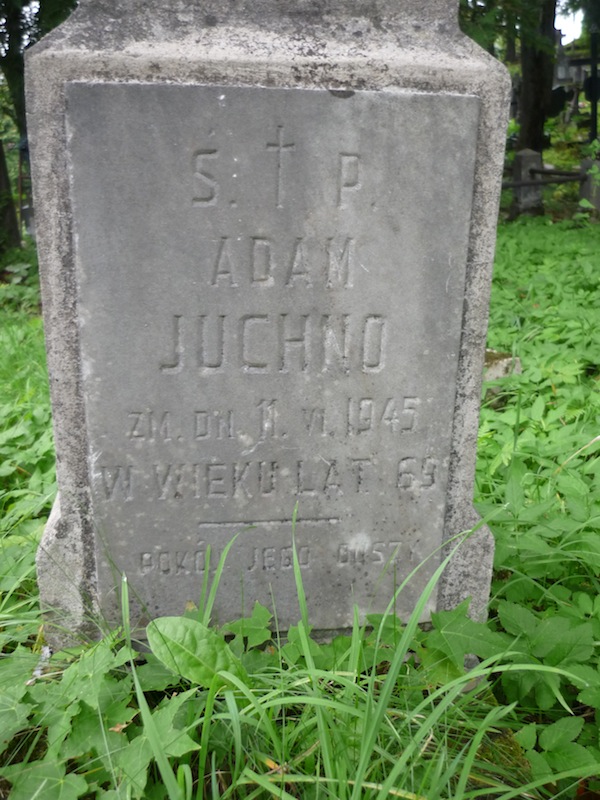 Ś. † P.
ADAM
JUCHNO
ZM. DN. 11. VI. 1945
W WIEKU LAT 69
POKÓJ JEGO DUSZY